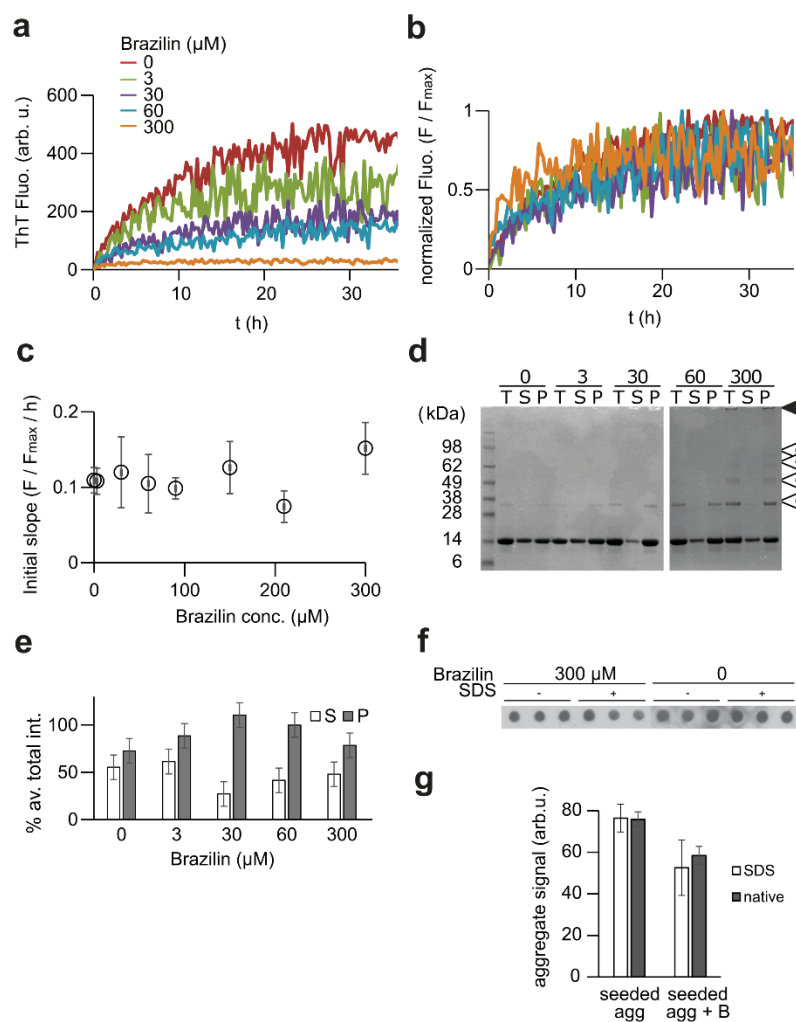 a
Brazilin (µM)
0
3
30
60
300
600
400
200
0
ThT Fluo. (arb. u.)
0 10 20 30
t (h)
b
1
0.5
0
normalized Fluo. (F / Fmax)
0 10 20 30
t (h)
c
0.2
0.1
0
Initial slope (F / Fmax / h)
0 100 200 300
Brazilin conc. (µM)
d
0 3 30 60 300
T S P T S P T S P T S P T S P
(kDa)
98
62
49
38
28
14
6
e
S P
100
50
0
% av. total int.
0 3 30 60 300
Brazilin (µM)
f
Brazilin 300 µM 0
SDS - + - +
g
80
60
40
20
0
aggregate signal (arb.u.)
SDS
native
seeded seeded
agg agg + B